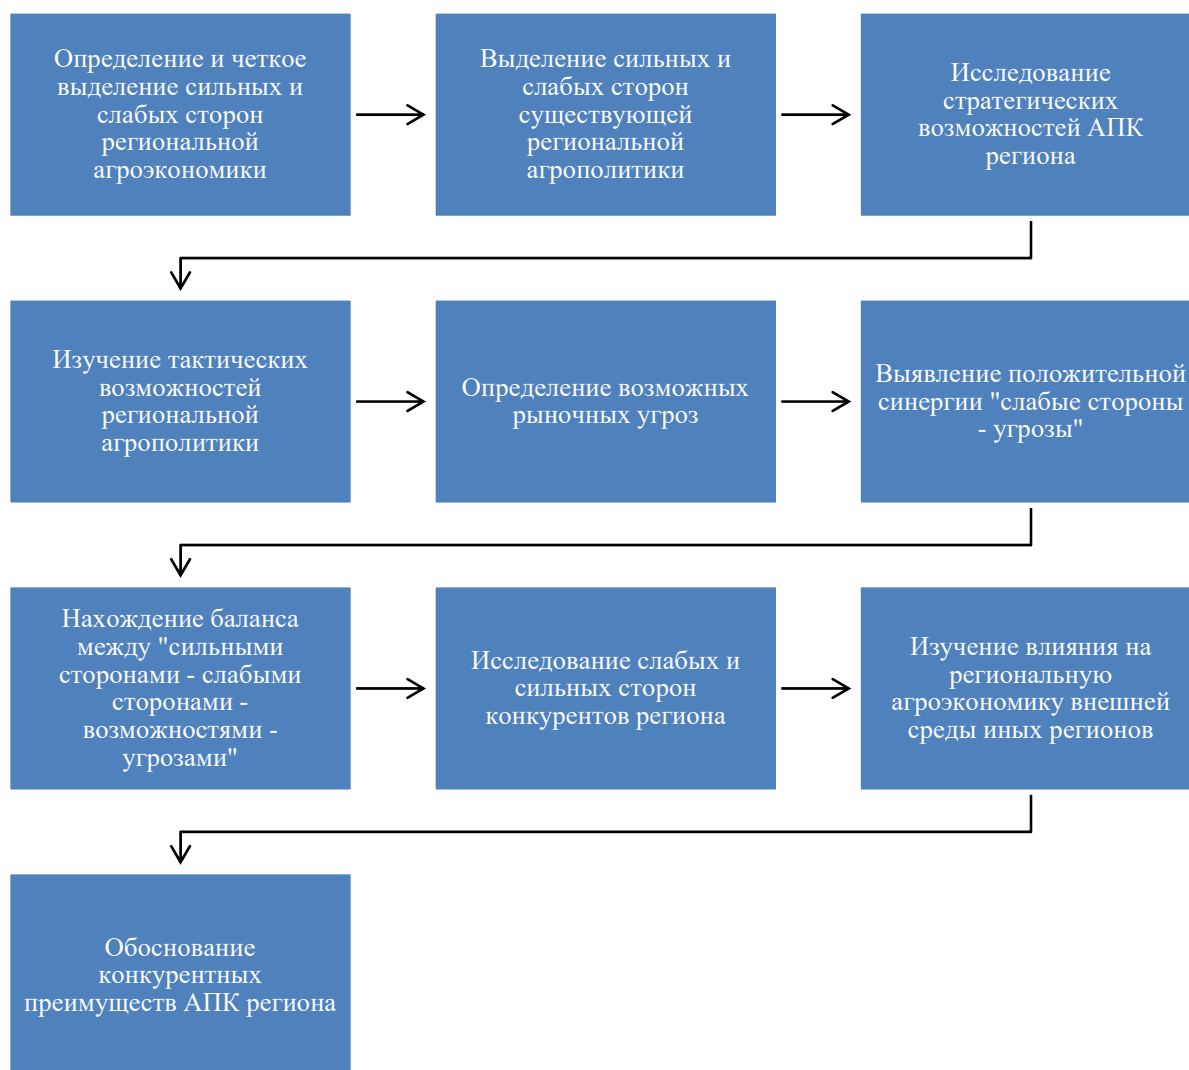 Определение и четкое
выделение сильных и
слабых сторон
региональной
агроэкономики
Выделение сильных и
слабых сторон
существующей
региональной
агрополитики
Исследование
стратегических
возможностей АПК
региона
Изучение тактических
возможностей
региональной
агрополитики
Определение возможных
рыночных угроз
Выявление положительной
синергии "слабые стороны
- угрозы"
Нахождение баланса
между "сильными
сторонами - слабыми
сторонами -
возможностями -
угрозами"
Исследование слабых и
сильных сторон
конкурентов региона
Изучение влияния на
региональную
агроэкономику внешней
среды иных регионов
Обоснование
конкурентных
преимуществ АПК региона